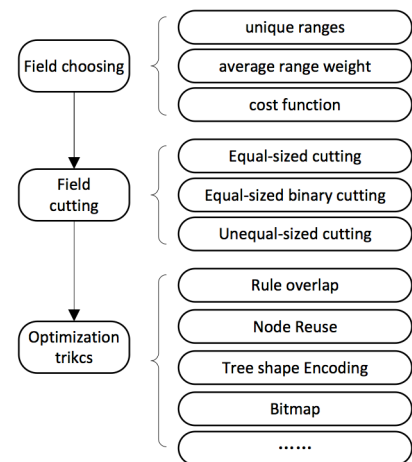 unique ranges
Field choosing
average range weight
cost function
Equal-sized cutting
Field
cutting
Equal-sized binary cutting
Unequal-sized cutting
Rule overlap
Node Reuse
Optimization
trikcs
Tree shape Encoding
Bitmap
……